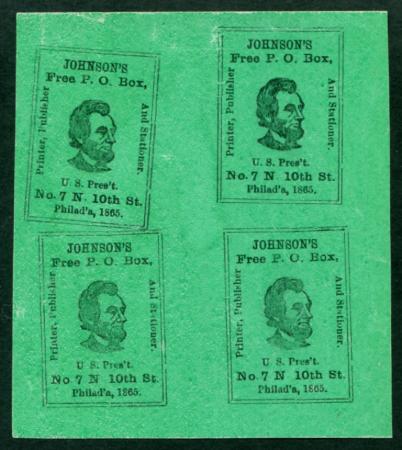 JOHNSON'S
Free P. O. Box,
Printer, Publisher
And Stationer.
U. S. Pres't.
No. 7 N. 10th St.
Philad'a, 1865.
JOHNSON'S
Free P. O. Box,
Printer, Publisher
And Stationer.
U. S. Pres't.
No. 7 N. 10th St.
Philad'a, 1865.
JOHNSON'S
Free P. O. Box,
Printer, Publisher
And Stationer.
U. S. Pres't.
No. 7 N 10th St.
Philad'a, 1865.
JOHNSON'S
Free P. O. Box,
Printer, Publisher
And Stationer.
U. S. Pres't.
No. 7 N 10th St.
Philad'a, 1865.